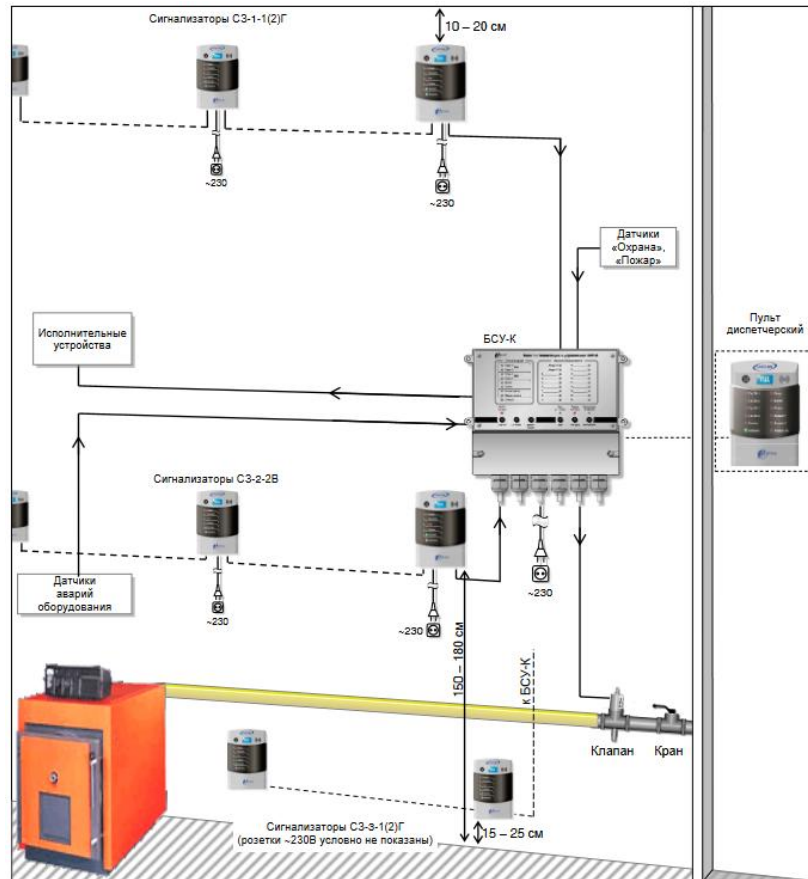 Сигнализаторы СЗ-1-1(2)Г
10 – 20 см
~230
~230
Датчики
«Охрана»,
«Пожар»
Исполнительные
устройства
БСУ-К
Пульт
диспетчерский
Сигнализаторы СЗ-2-2В
Датчики
аварий
оборудования
~230
~230
~230
150 – 180 см
к БСУ-К
Клапан
Кран
Сигнализаторы СЗ-3-1(2)Г
(розетки ~230В условно не показаны)
15 – 25 см